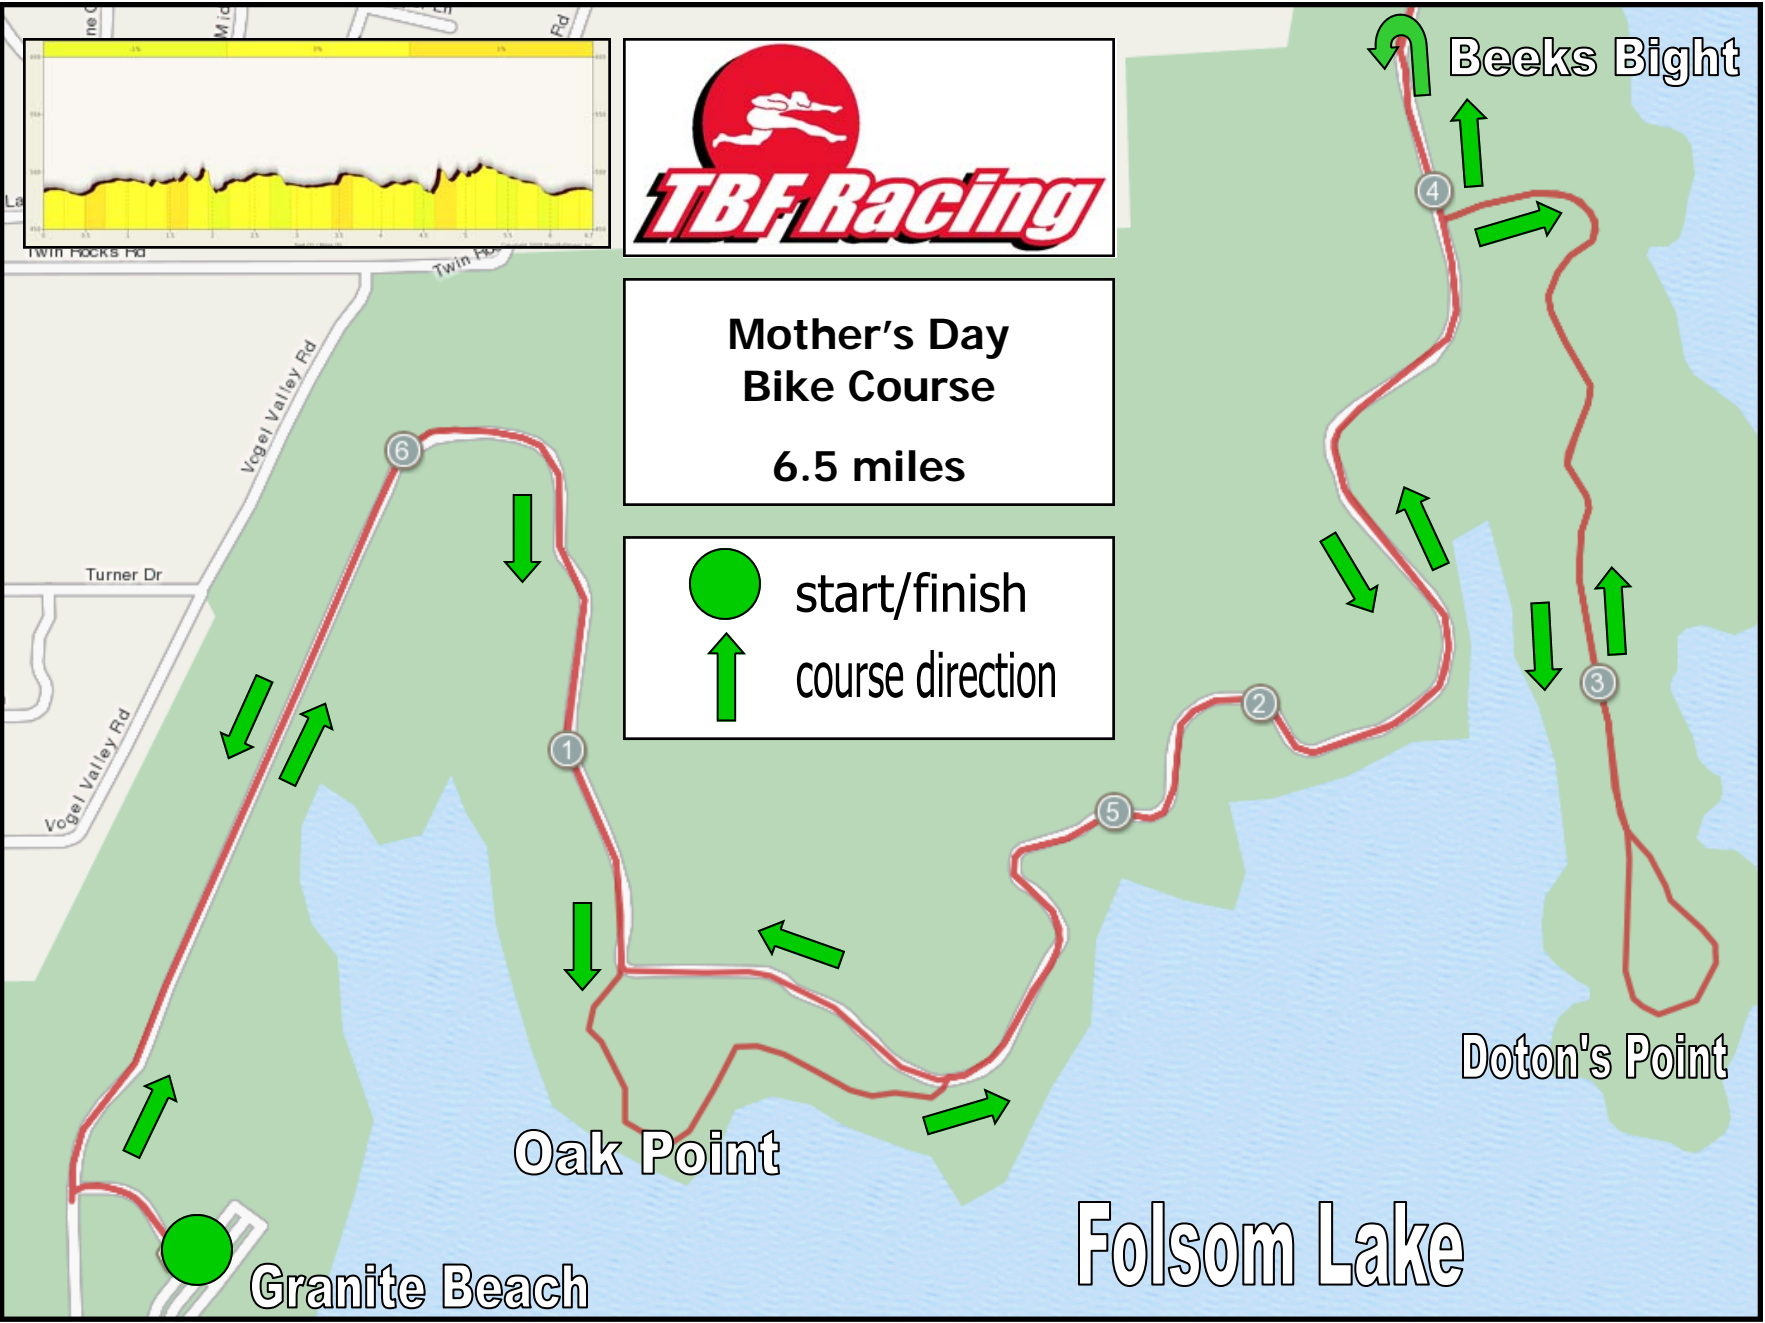 Beeks Bight
TBF Racing
Twin Rocks Rd
Mother's Day
Bike Course
6.5 miles
Vogel Valley Rd
start/finish
course direction
Turner Dr
Vogel Valley Rd
4
6
3
2
1
5
Doton's Point
Oak Point
Folsom Lake
Granite Beach
Rd